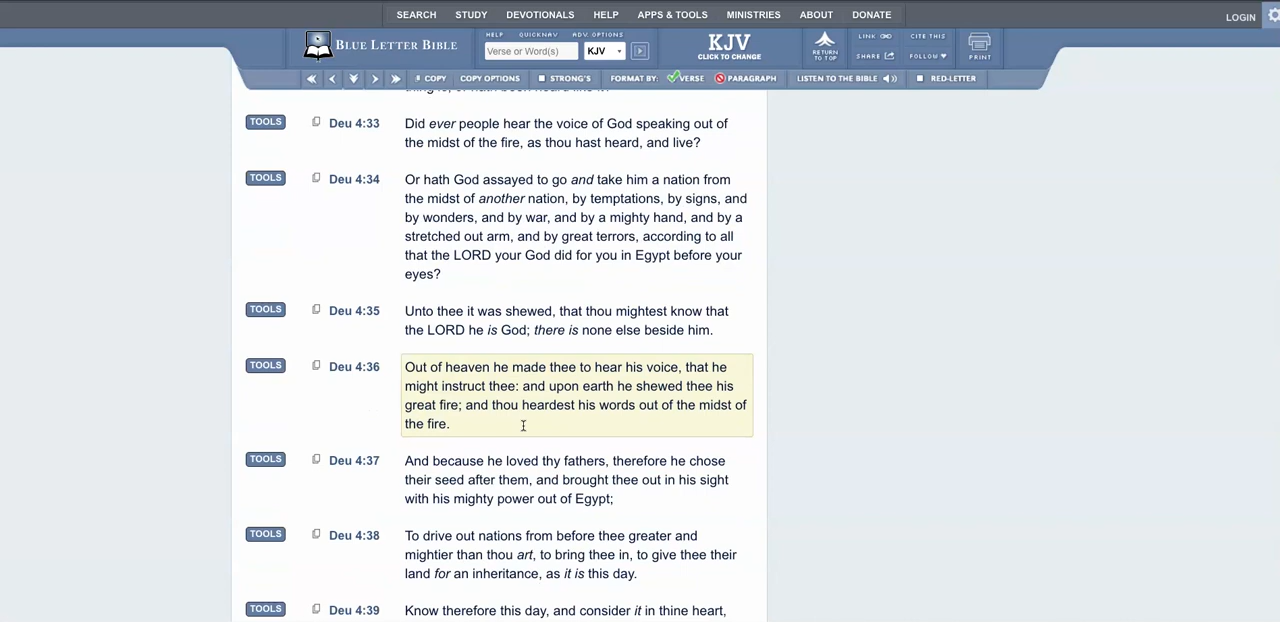 SEARCH STUDY DEVOTIONALS HELP APPS & TOOLS MINISTRIES ABOUT DONATE LOGIN
BLUE LETTER BIBLE
HELP QUICKNAV ADV. OPTIONS
Verse or Word(s) KJV
KJV
CLICK TO CHANGE
RETURN
TO TOP
LINK CITE THIS
SHARE FOLLOW
PRINT
COPY COPY OPTIONS STRONG'S FORMAT BY: VERSE PARAGRAPH LISTEN TO THE BIBLE RED-LETTER
TOOLS Deu 4:33 Did ever people hear the voice of God speaking out of
the midst of the fire, as thou hast heard, and live?
TOOLS Deu 4:34 Or hath God assayed to go and take him a nation from
the midst of another nation, by temptations, by signs, and
by wonders, and by war, and by a mighty hand, and by a
stretched out arm, and by great terrors, according to all
that the LORD your God did for you in Egypt before your
eyes?
TOOLS Deu 4:35 Unto thee it was shewed, that thou mightest know that
the LORD he is God; there is none else beside him.
TOOLS Deu 4:36 Out of heaven he made thee to hear his voice, that he
might instruct thee: and upon earth he shewed thee his
great fire; and thou heardest his words out of the midst of
the fire.
TOOLS Deu 4:37 And because he loved thy fathers, therefore he chose
their seed after them, and brought thee out in his sight
with his mighty power out of Egypt;
TOOLS Deu 4:38 To drive out nations from before thee greater and
mightier than thou art, to bring thee in, to give thee their
land for an inheritance, as it is this day.
TOOLS Deu 4:39 Know therefore this day, and consider it in thine heart,